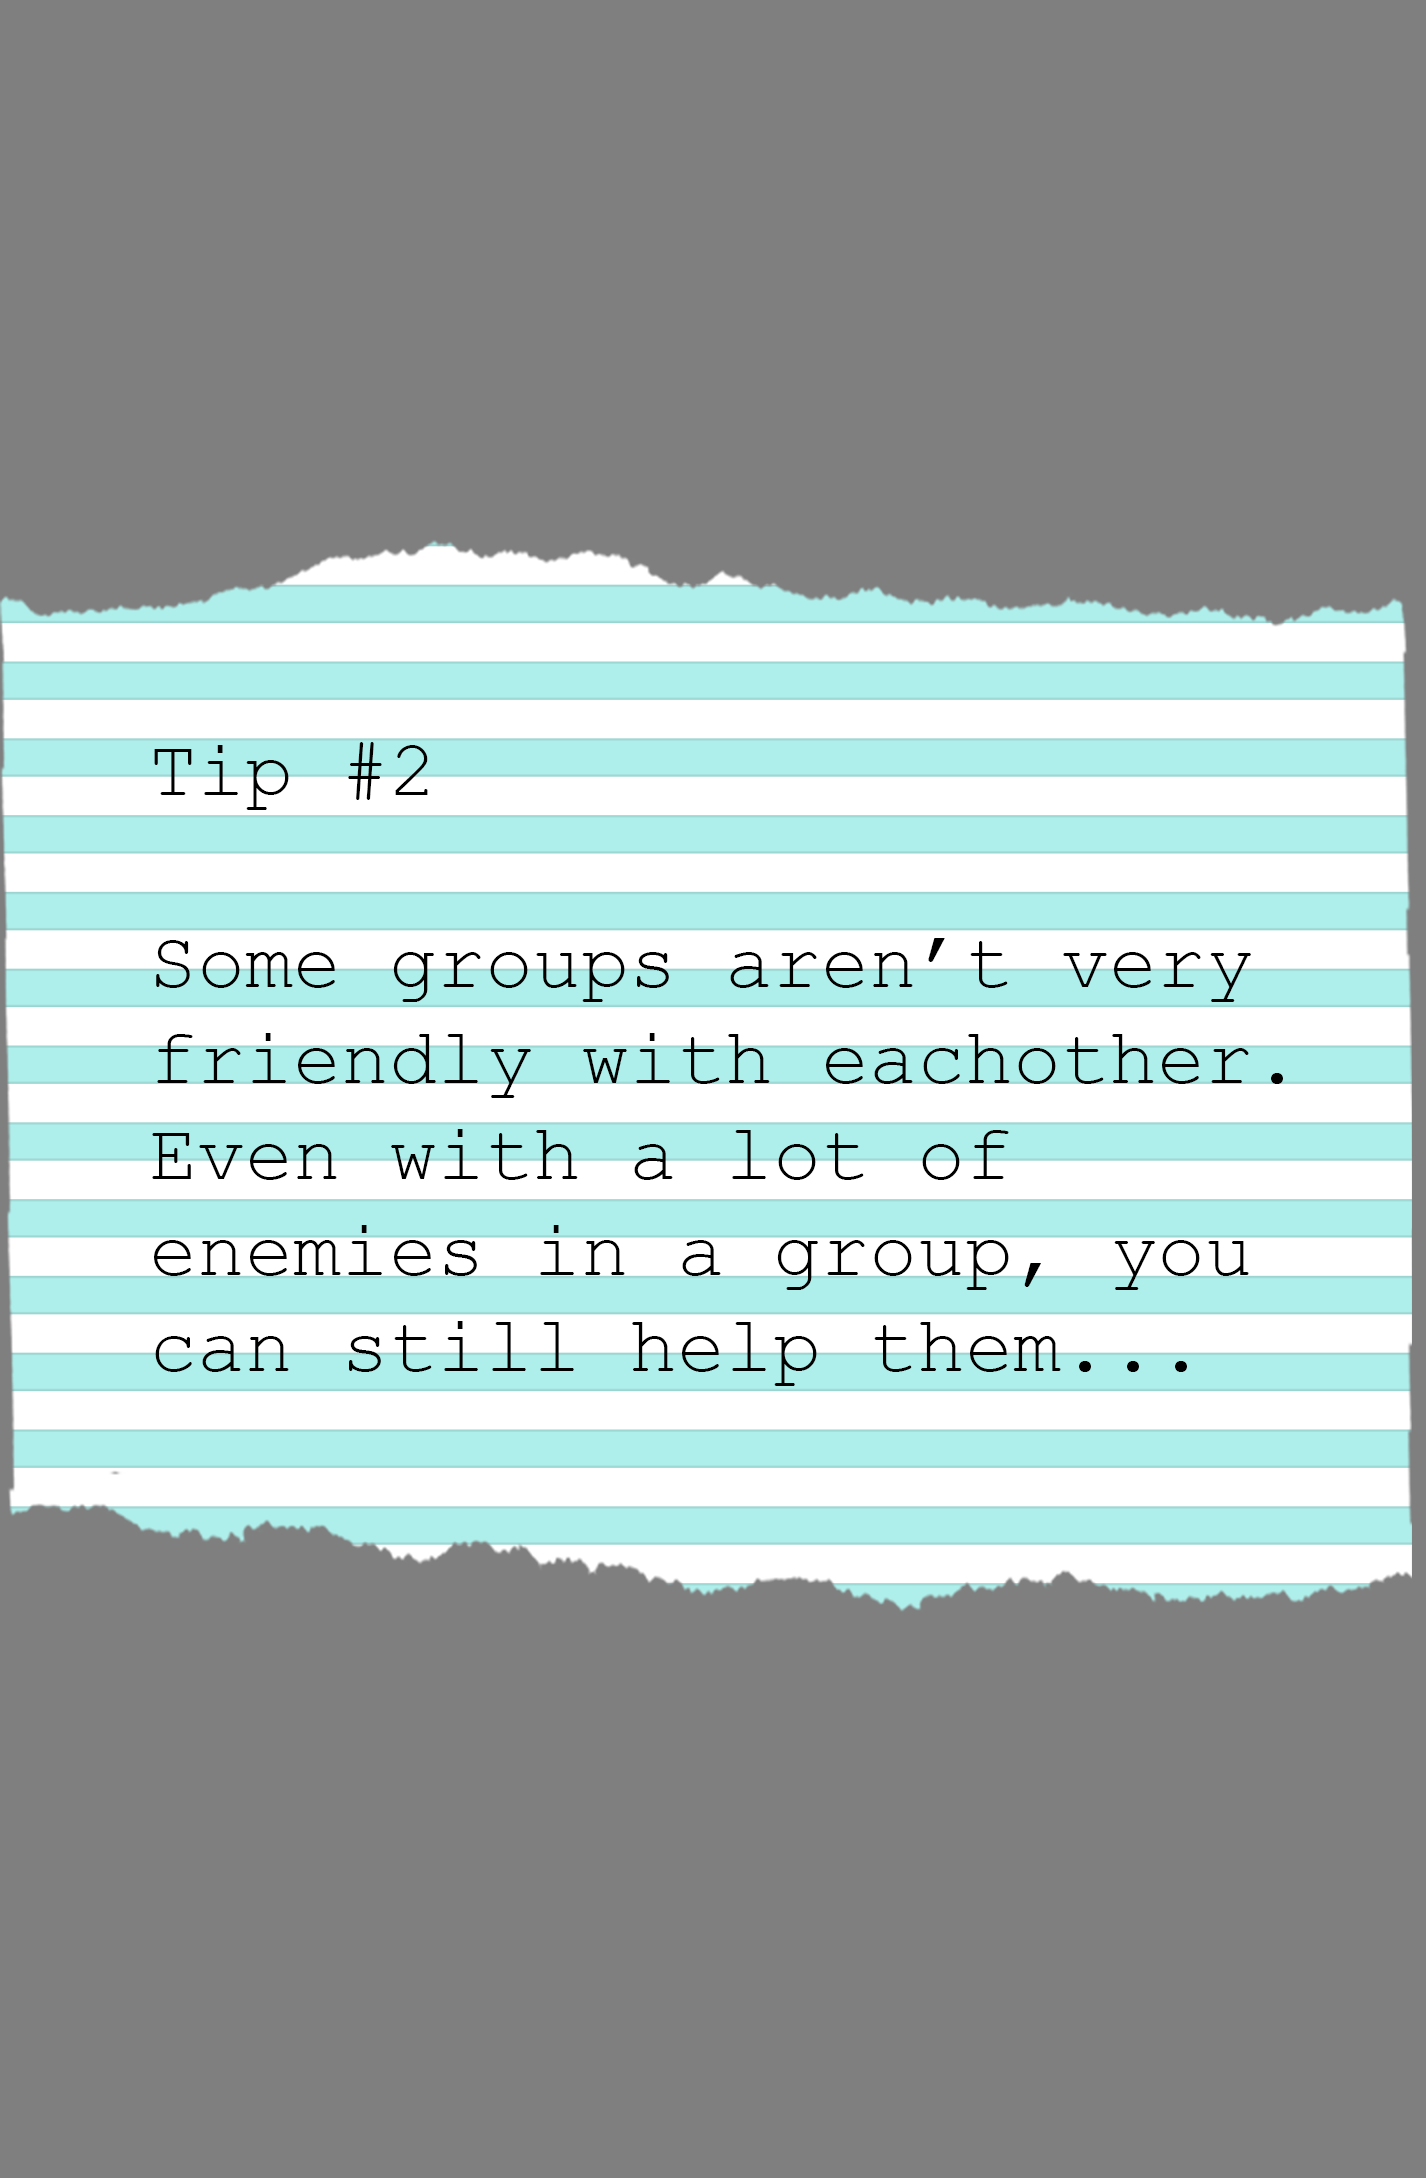 Tip #2
Some groups aren’t very
friendly with eachother.
Even with a lot of
enemies in a group, you
can still help them...